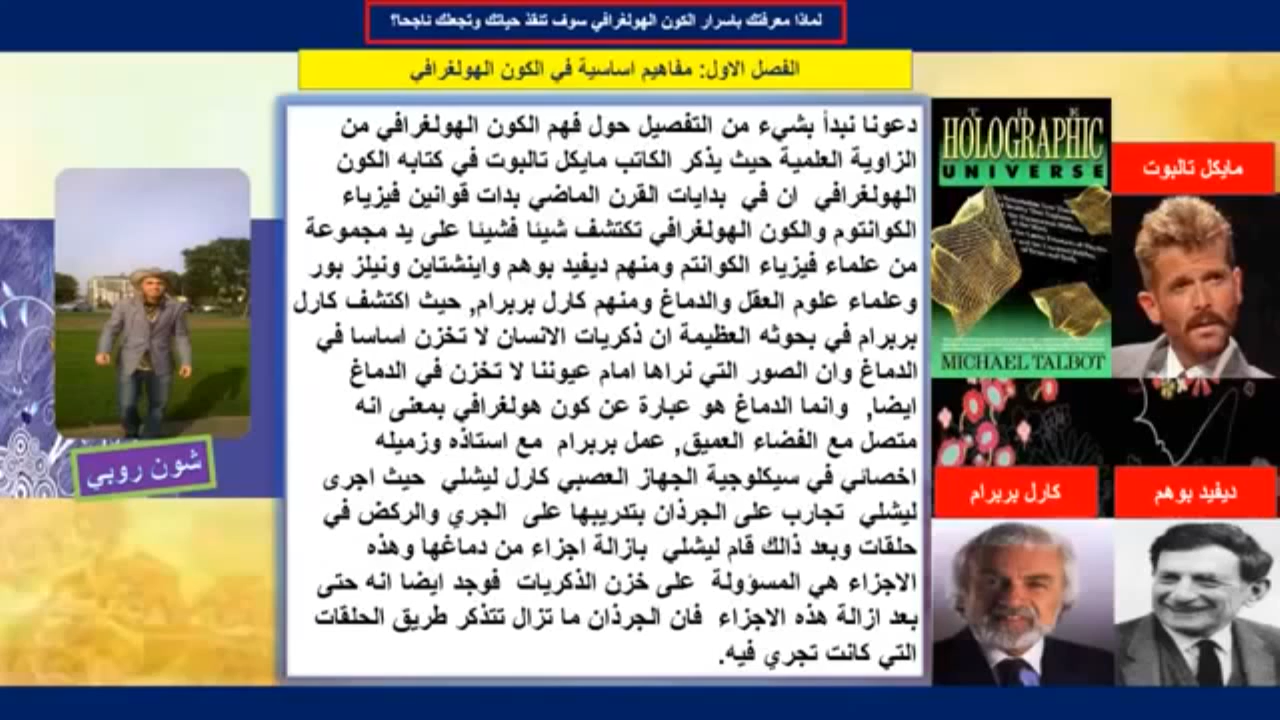 لماذا معرفتك باسرار الكون الهولغرافي سوف تنقذ حياتك وتجعلك ناجحا؟
الفصل الاول: مفاهيم اساسية في الكون الهولغرافي
دعونا نبدأ بشيء من التفصيل حول فهم الكون الهولغرافي من
الزاوية العلمية حيث يذكر الكاتب مايكل تالبوت في كتابه الكون
الهولغرافي ان في بدايات القرن الماضي بدات قوانين فيزياء
الكوانتوم والكون الهولغرافي تكتشف شيئا فشيئا على يد مجموعة
من علماء فيزياء الكوانتم ومنهم ديفيد بوهم واينشتاين ونيلز بور
وعلماء علوم العقل والدماغ ومنهم كارل بربرام, حيث اكتشف كارل
بربرام في بحوثه العظيمة ان ذكريات الانسان لا تخزن اساسا في
الدماغ وان الصور التي نراها امام عيوننا لا تخزن في الدماغ
ايضا, وانما الدماغ هو عبارة عن كون هولغرافي بمعنى انه
متصل مع الفضاء العميق, عمل بربرام مع استاذه وزميله
اخصائي في سيكلوجية الجهاز العصبي كارل ليشلي حيث اجرى
ليشلي تجارب على الجرذان بتدريبها على الجري والركض في
حلقات وبعد ذالك قام ليشلي بازالة اجزاء من دماغها وهذه
الاجزاء هي المسؤولة على خزن الذكريات فوجد ايضا انه حتى
بعد ازالة هذه الاجزاء فان الجرذان ما تزال تتذكر طريق الحلقات
التي كانت تجري فيه.
THE
HOLOGRAPHIC
UNIVERSE
MICHAEL TALBOT
مايكل تالبوت
كارل بربرام
ديفيد بوهم
شون روبي